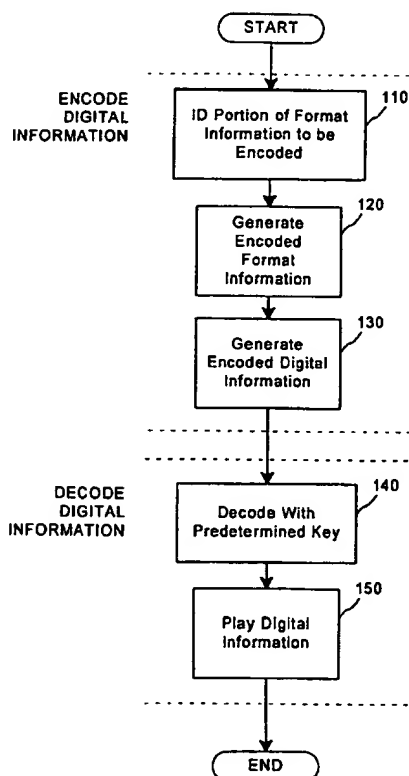 START
ENCODE
DIGITAL
INFORMATION
110
ID Portion of Format
Information to be
Encoded
120
Generate
Encoded
Format
Information
130
Generate
Encoded Digital
Information
DECODE
DIGITAL
INFORMATION
140
Decode With
Predetermined Key
150
Play Digital
Information
END